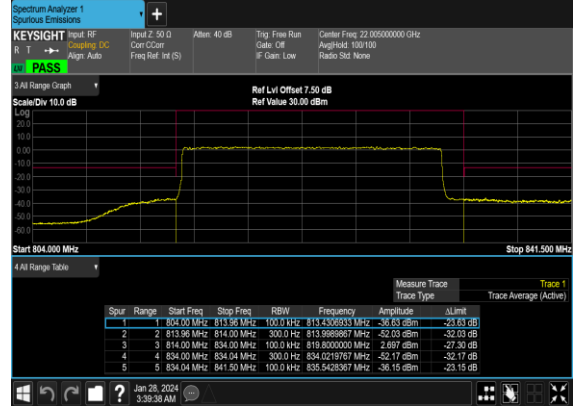 Spectrum Analyzer 1
Spurious Emissions
+
KEYSIGHT Input: RF Input Z: 50 Ω Atten: 40 dB Trig: Free Run Center Freq: 22.005000000 GHz
R T Coupling: DC Corr CCorr Gate: Off Avg|Hold: 100/100
Align: Auto Freq Ref: Int (S) IF Gain: Low Radio Std: None
PASS
3 All Range Graph
Ref Lvl Offset 7.50 dB
Scale/Div 10.0 dB Ref Value 30.00 dBm
Log
20.0
10.0
0.00
-10.0
-20.0
-30.0
-40.0
-50.0
-60.0
Start 804.000 MHz Stop 841.500 MHz
4 All Range Table
Measure Trace Trace 1
Trace Type Trace Average (Active)
Spur Range Start Freq Stop Freq RBW Frequency Amplitude ΔLimit
1 1 804.00 MHz 813.96 MHz 100.0 kHz 813.4306933 MHz -36.63 dBm -23.63 dB
2 2 813.96 MHz 814.00 MHz 300.0 Hz 813.9989867 MHz -52.03 dBm -32.03 dB
3 3 814.00 MHz 834.00 MHz 100.0 kHz 819.8000000 MHz 2.697 dBm -27.30 dB
4 4 834.00 MHz 834.04 MHz 300.0 Hz 834.0219767 MHz -52.17 dBm -32.17 dB
5 5 834.04 MHz 841.50 MHz 100.0 kHz 835.5428367 MHz -36.15 dBm -23.15 dB
? Jan 28, 2024
3:39:38 AM